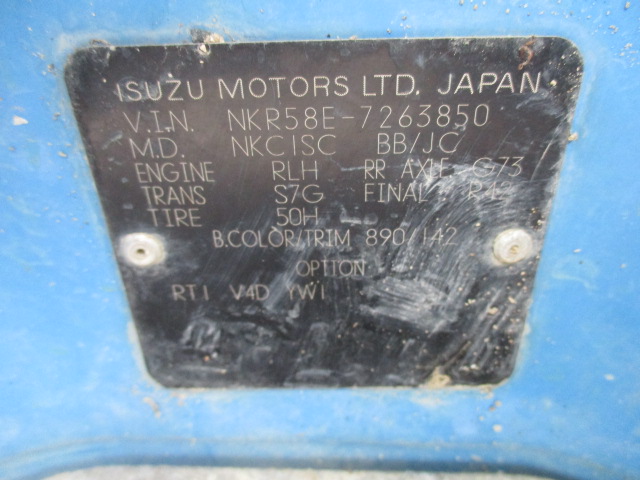 ISUZU MOTORS LTD. JAPAN
V.I.N. NKR58E-7263850
M.D. NKC1SC BB/JC
ENGINE RLH RR AXLE G73
TRANS S7G FINAL
TIRE 50H
B.COLOR/TRIM 890/142
OPTION
RT1 V4D YW1